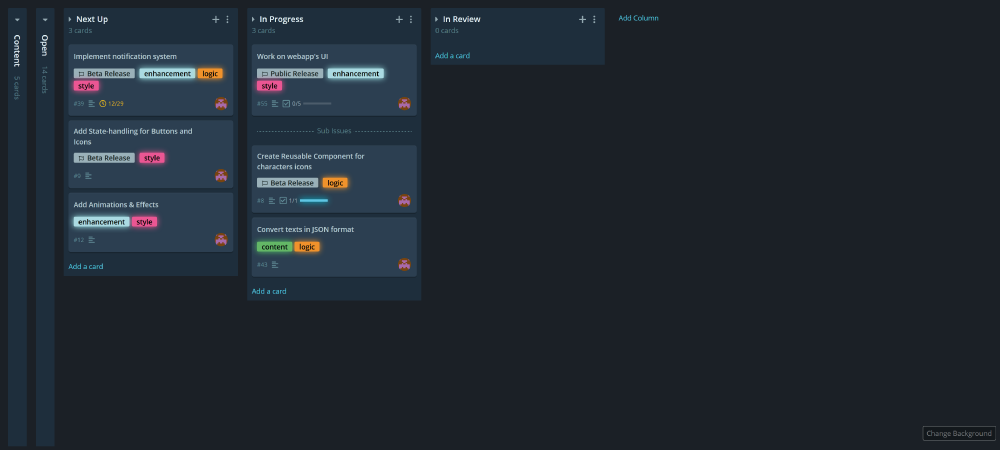 Content 5 cards
Open 14 cards
Next Up
3 cards
Implement notification system
Beta Release enhancement logic
style
#39 12/29
Add State-handling for Buttons and
Icons
Beta Release style
#9
Add Animations & Effects
enhancement style
#12
Add a card
In Progress
3 cards
Work on webapp's UI
Public Release enhancement
style
#55 0/5
Sub Issues
Create Reusable Component for
characters icons
Beta Release logic
#8 1/1
Convert texts in JSON format
content logic
#43
Add a card
In Review
0 cards
Add a card
Add Column
Change Background